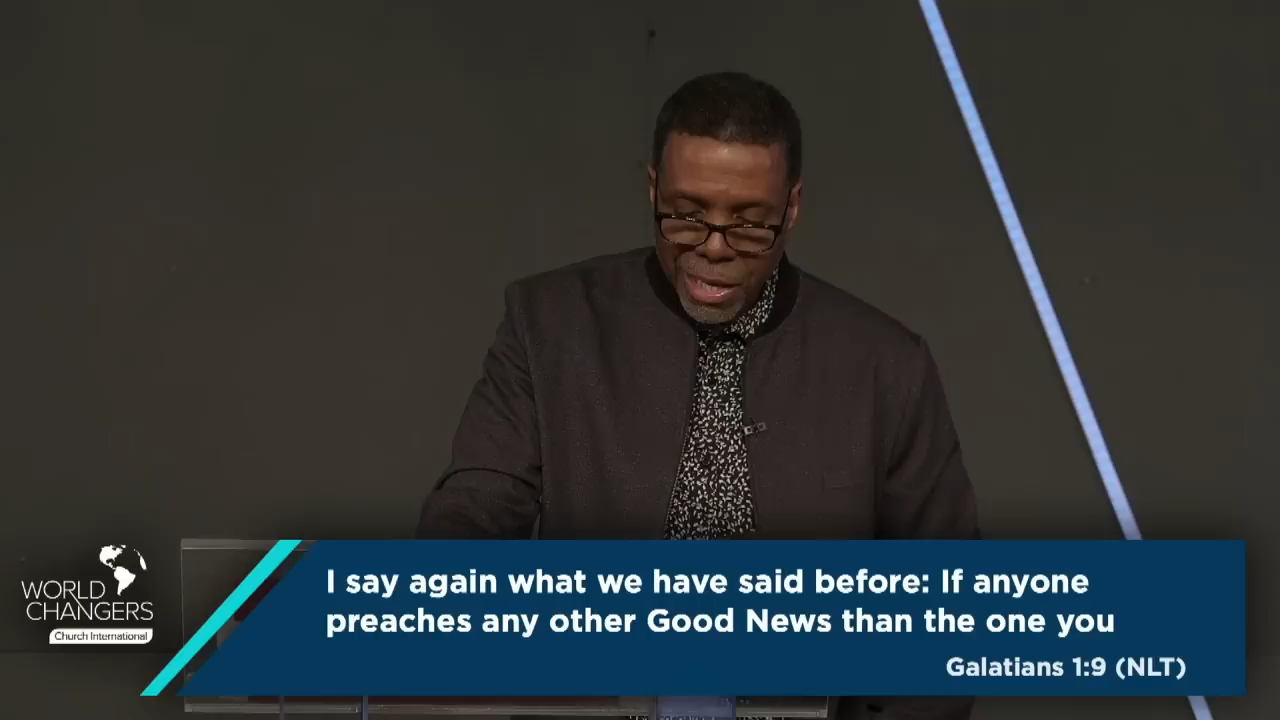 WORLD
CHANGERS
Church International
I say again what we have said before: If anyone
preaches any other Good News than the one you
Galatians 1:9 (NLT)